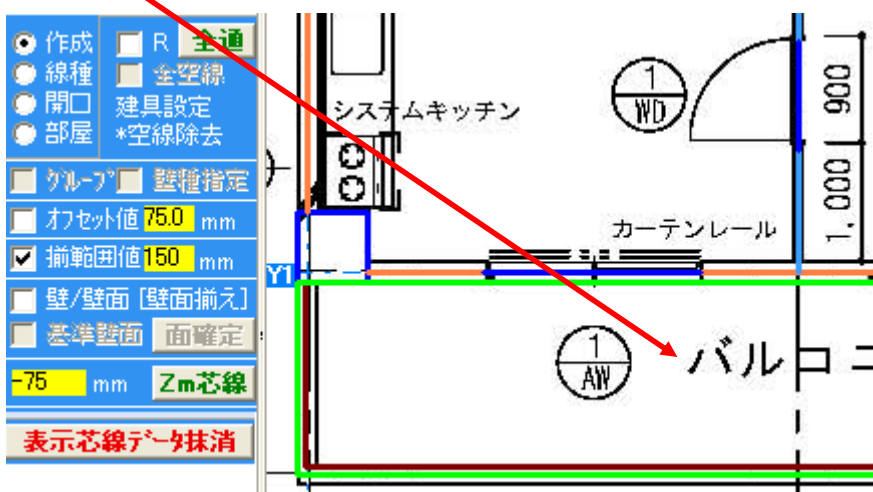 作成 R 全通
線種 全空線
開口 建具設定
部屋 *空線除去
グループ 壁種指定
オフセット値 75.0 mm
揃範囲値 150 mm
壁/壁面 [壁面揃え]
基準壁面 面確定
-75 mm Zm芯線
表示芯線データ抹消
システムキッチン
1
WD
900
1,000
カーテンレール
Y1
1
AW
バルコニ